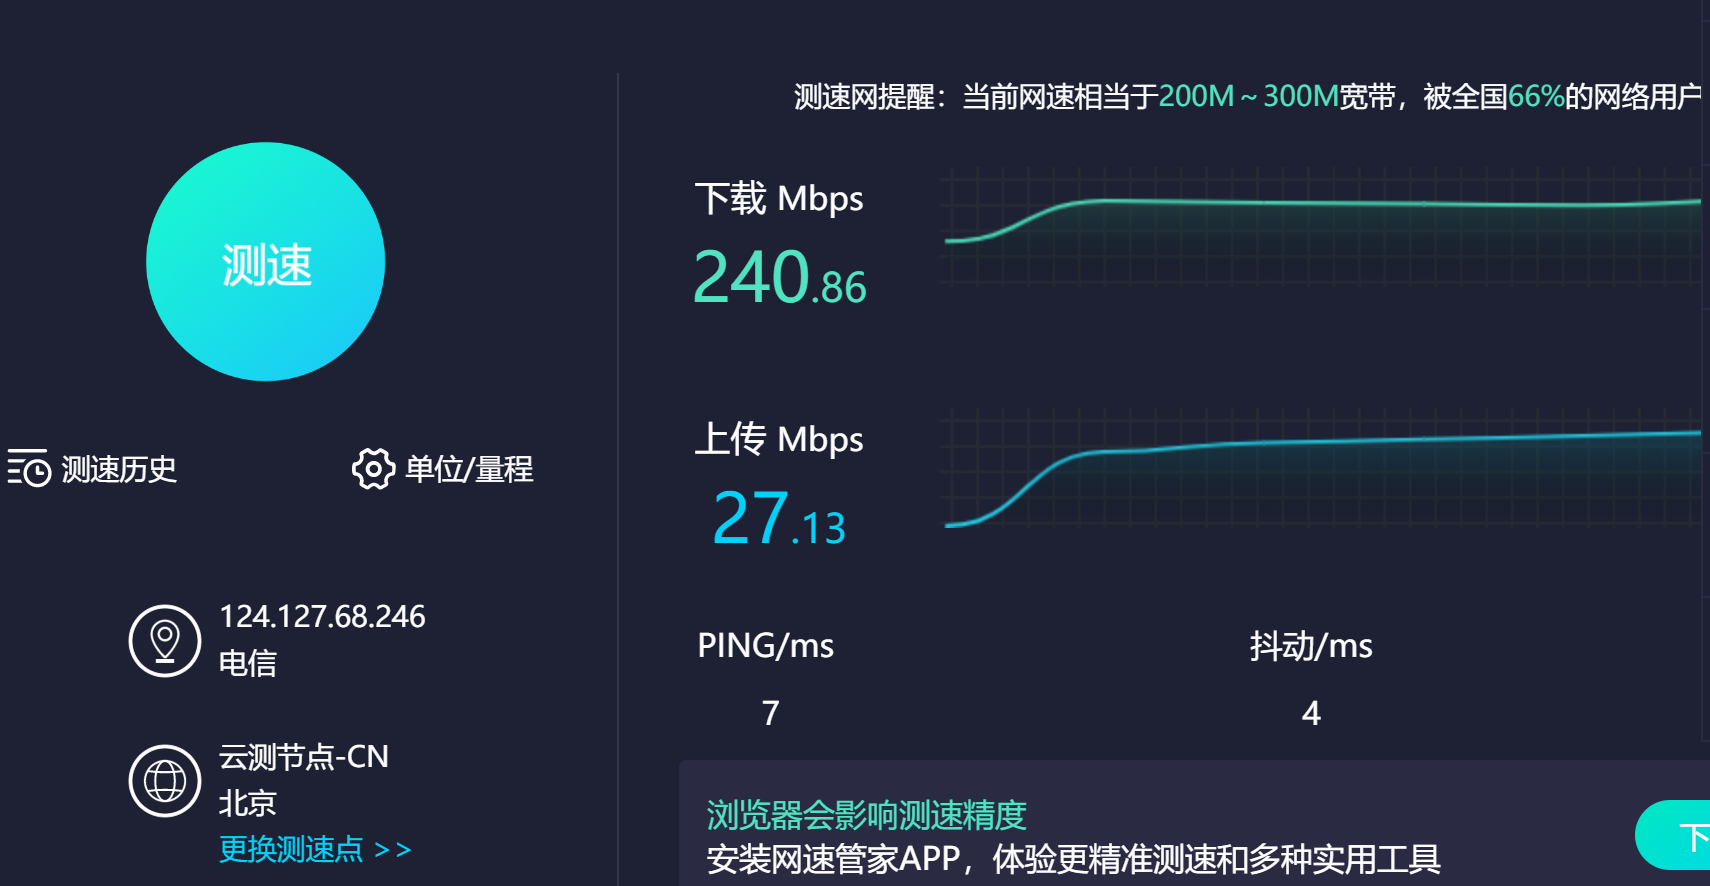 测速网提醒：当前网速相当于200M～300M宽带，被全国66%的网络用户
测速
测速历史
单位/量程
124.127.68.246
电信
云测节点-CN
北京
更换测速点 >>
下载 Mbps
240.86
上传 Mbps
27.13
PING/ms
7
抖动/ms
4
浏览器会影响测速精度
安装网速管家APP，体验更精准测速和多种实用工具
下